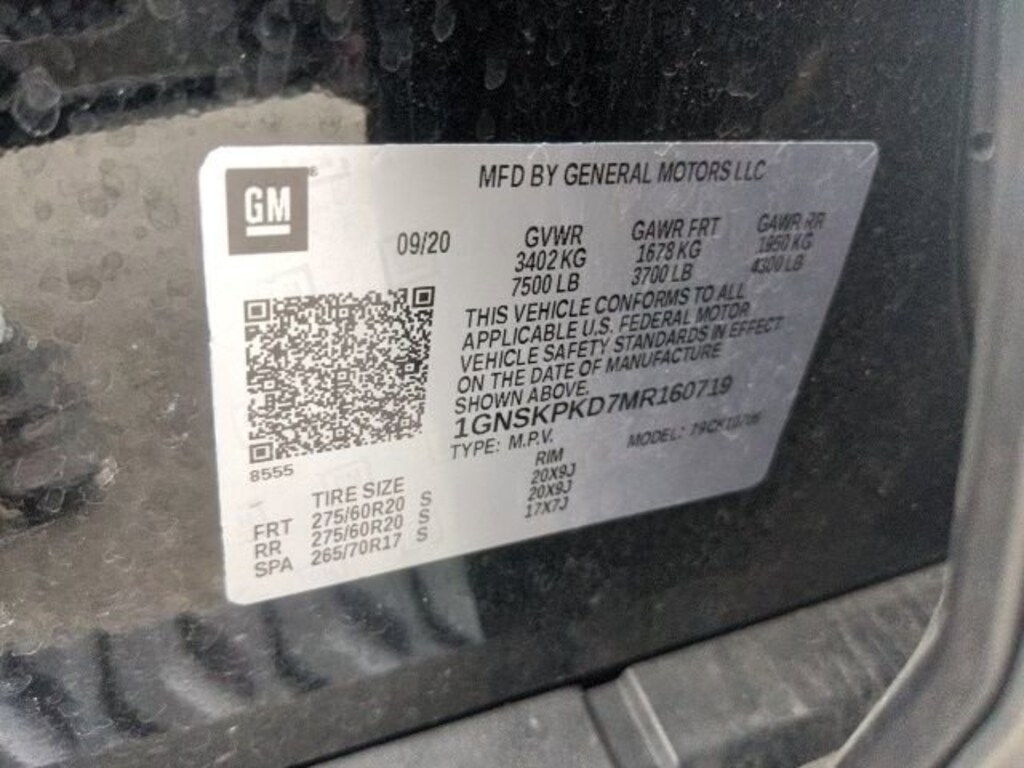 GM
MFD BY GENERAL MOTORS LLC
09/20
GVWR GAWR FRT GAWR RR
3402 KG 1678 KG 1950 KG
7500 LB 3700 LB 4300 LB
THIS VEHICLE CONFORMS TO ALL
APPLICABLE U.S. FEDERAL MOTOR
VEHICLE SAFETY STANDARDS IN EFFECT
ON THE DATE OF MANUFACTURE
SHOWN ABOVE.
1GNSKPKD7MR160719
TYPE: M.P.V. MODEL:
8555
TIRE SIZE RIM
FRT 275/60R20 S 20X9J
RR 275/60R20 S 20X9J
SPA 265/70R17 S 17X7J